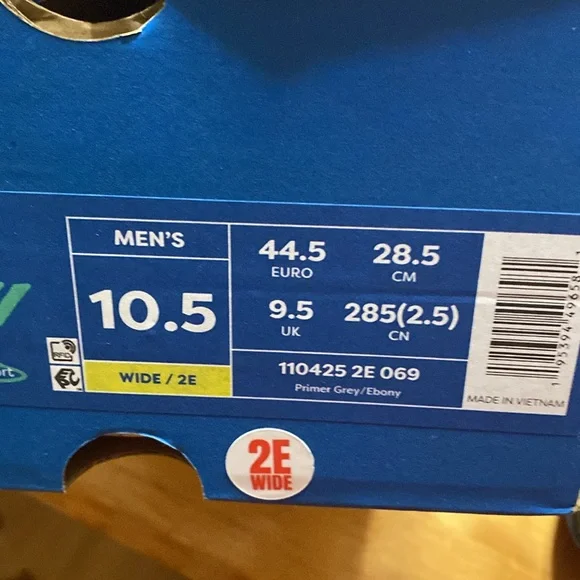 MEN'S
10.5
WIDE / 2E
44.5
EURO
28.5
CM
9.5
UK
285(2.5)
CN
110425 2E 069
Primer Grey/Ebony
MADE IN VIETNAM
RFID
2E
WIDE